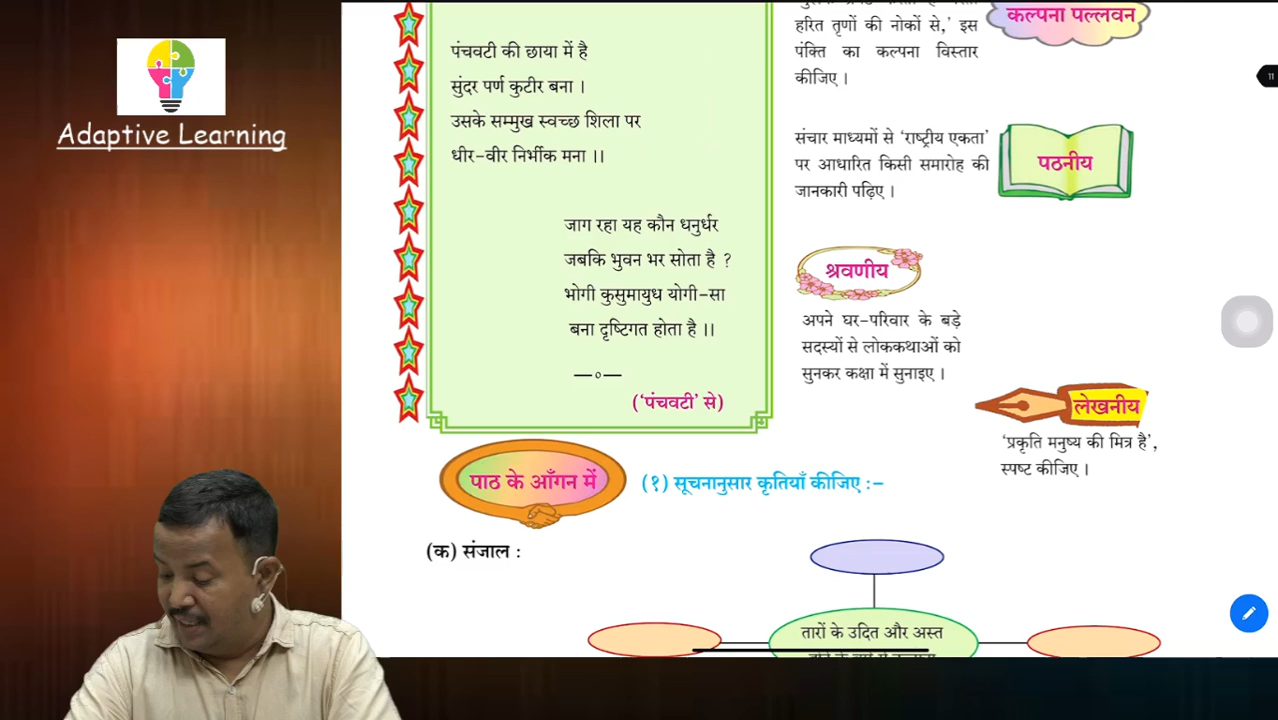 Adaptive Learning
पंचवटी की छाया में है
सुंदर पर्ण कुटीर बना ।
उसके सम्मुख स्वच्छ शिला पर
धीर-वीर निर्भीक मना ।।
जाग रहा यह कौन धनुर्धर
जबकि भुवन भर सोता है ?
भोगी कुसुमायुध योगी-सा
बना दृष्टिगत होता है ।।
—०—
('पंचवटी' से)
हरित तृणों की नोकों से,' इस
पंक्ति का कल्पना विस्तार
कीजिए ।
कल्पना पल्लवन
11
संचार माध्यमों से 'राष्ट्रीय एकता'
पर आधारित किसी समारोह की
जानकारी पढ़िए ।
पठनीय
श्रवणीय
अपने घर-परिवार के बड़े
सदस्यों से लोककथाओं को
सुनकर कक्षा में सुनाइए ।
लेखनीय
'प्रकृति मनुष्य की मित्र है',
स्पष्ट कीजिए ।
पाठ के आँगन में
(१) सूचनानुसार कृतियाँ कीजिए :-
(क) संजाल :
तारों के उदित और अस्त